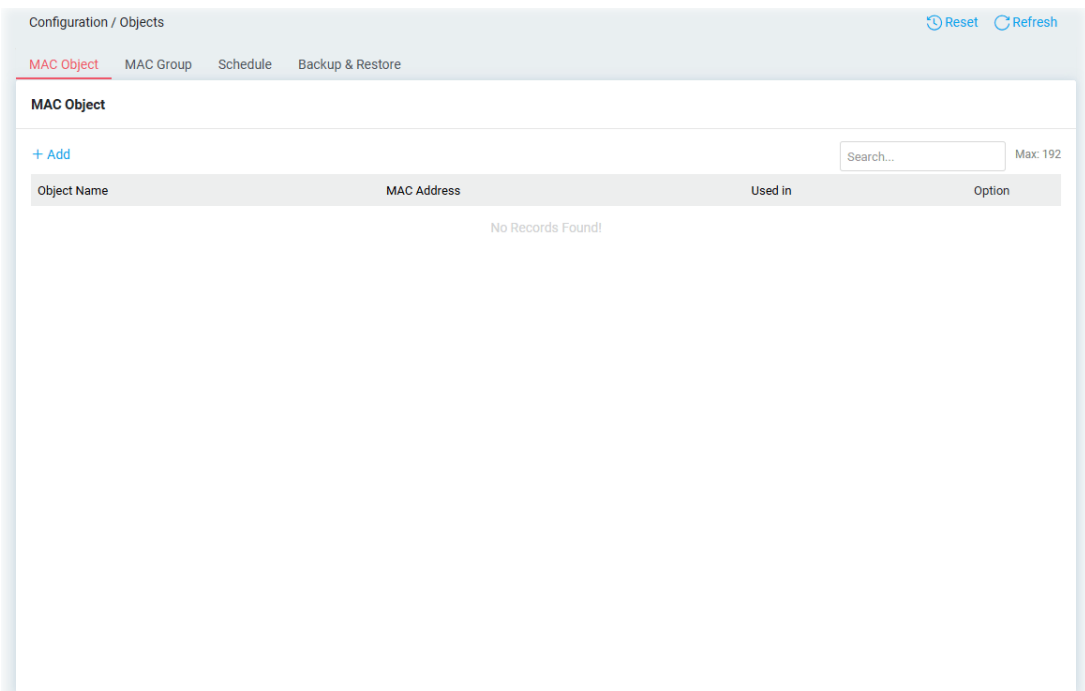 Configuration / Objects Reset Refresh
MAC Object MAC Group Schedule Backup & Restore
MAC Object
+ Add Search... Max: 192
Object Name MAC Address Used in Option
No Records Found!